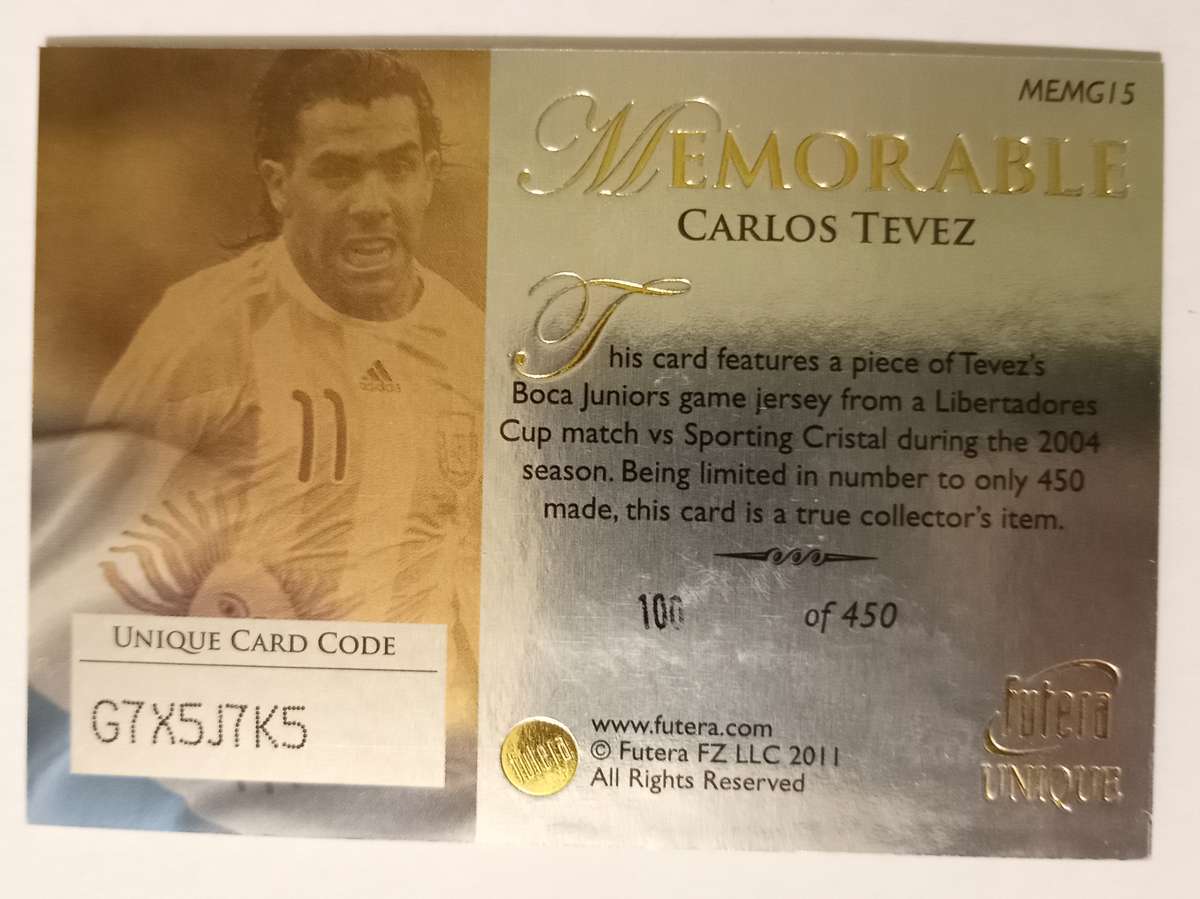 MEMG15
MEMORABLE
CARLOS TEVEZ
This card features a piece of Tevez's
Boca Juniors game jersey from a Libertadores
Cup match vs Sporting Cristal during the 2004
season. Being limited in number to only 450
made, this card is a true collector's item.
100 of 450
adidas
11
UNIQUE CARD CODE
G7X5J7K5
futera
www.futera.com
© Futera FZ LLC 2011
All Rights Reserved
futera
UNIQUE